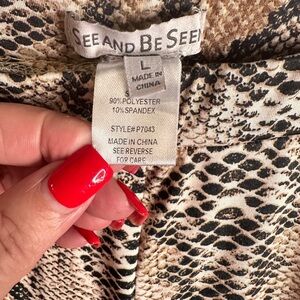 SEE AND BE SEEN
L
MADE IN
CHINA
90%POLYESTER
10%SPANDEX
STYLE#P7043
MADE IN CHINA
SEE REVERSE
FOR CARE